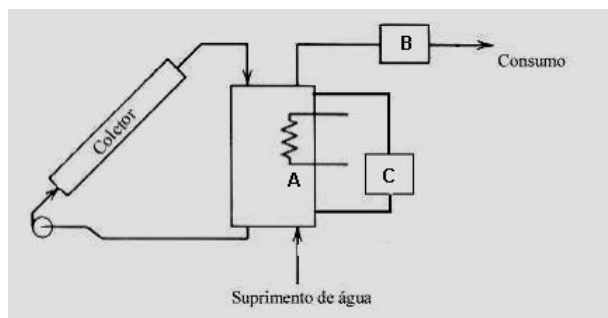 B
Consumo
Coletor
A
C
Suprimento de água